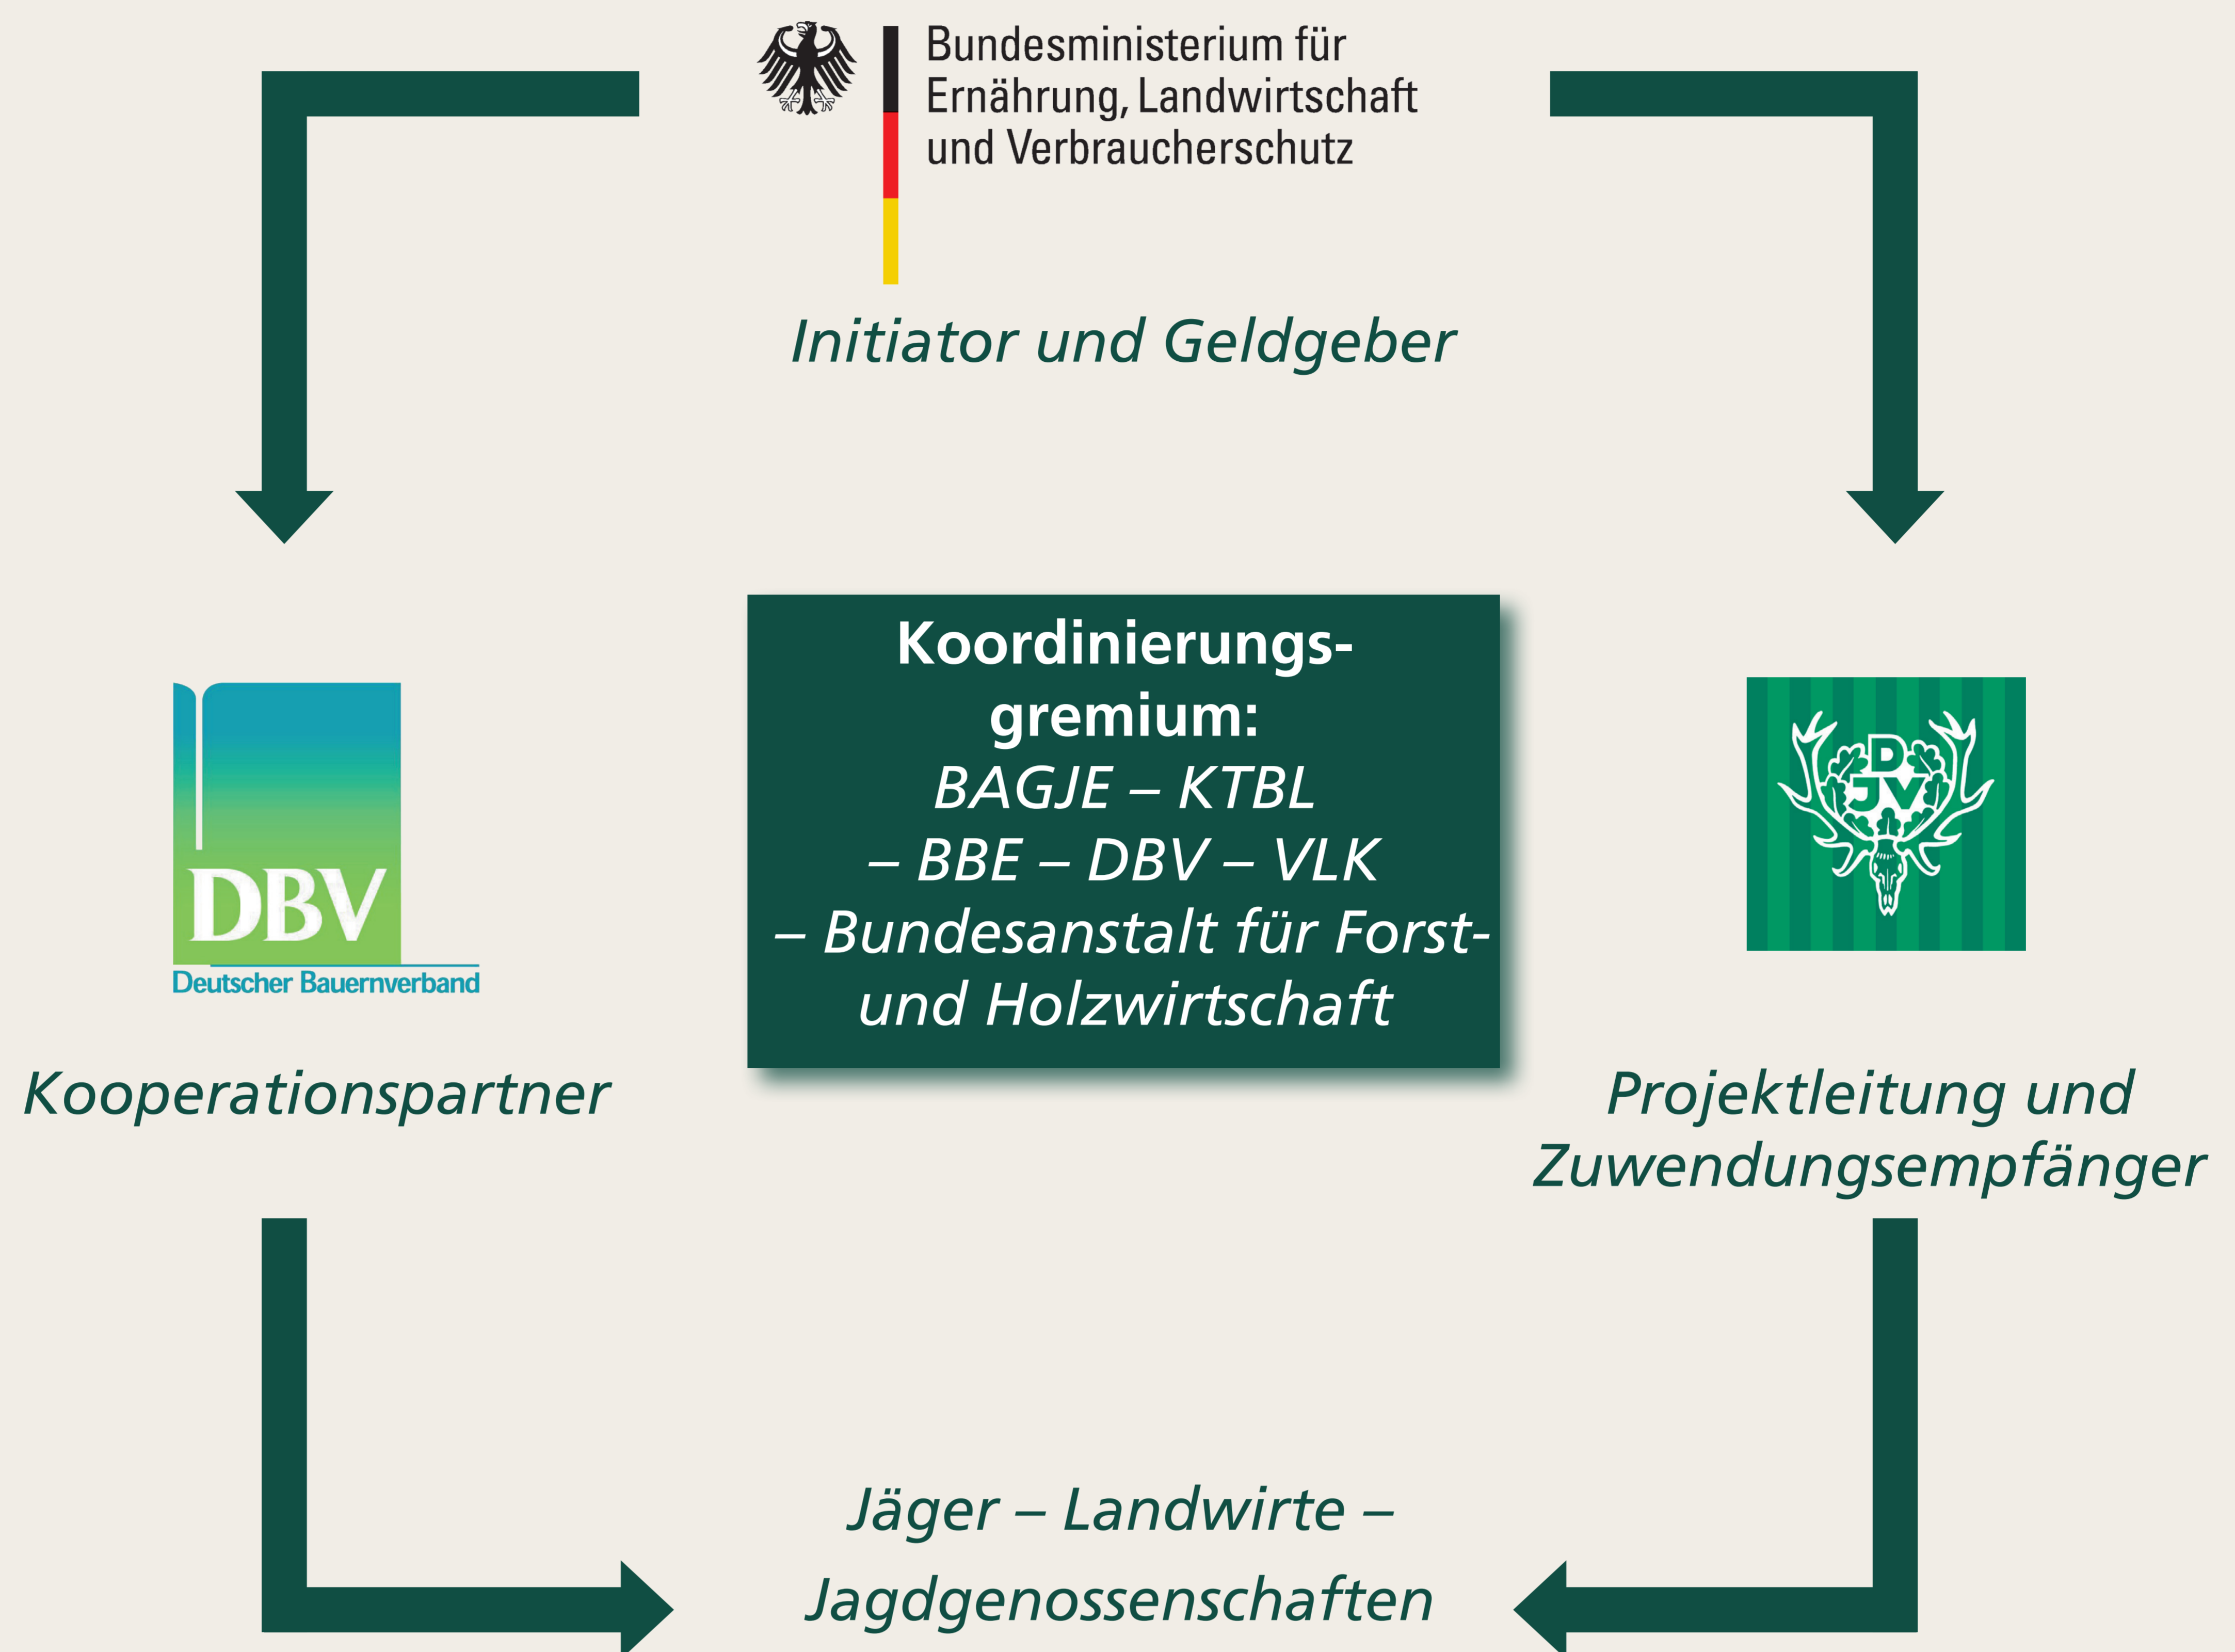 Bundesministerium für
Ernährung, Landwirtschaft
und Verbraucherschutz
Initiator und Geldgeber
DBV
Deutscher Bauernverband
Kooperationspartner
Koordinierungs-
gremium:
BAGJE – KTBL
– BBE – DBV – VLK
– Bundesanstalt für Forst-
und Holzwirtschaft
D
JV
Projektleitung und
Zuwendungsempfänger
Jäger – Landwirte –
Jagdgenossenschaften